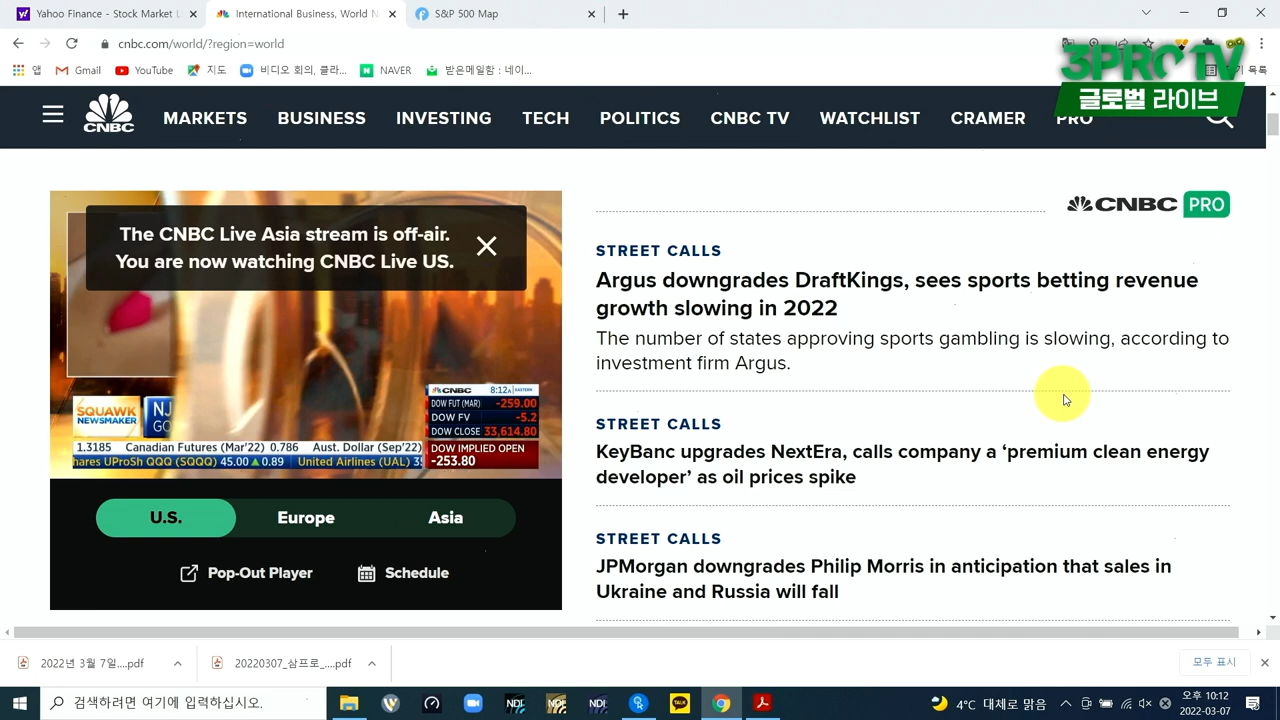 Yahoo Finance - Stock Market L
International Business, World N
S&P 500 Map
cnbc.com/world/?region=world
앱
Gmail
YouTube
지도
비디오 회의, 클라...
NAVER
받은메일함 : 네이...
목록
3PROTV
글로벌 라이브
CNBC
MARKETS
BUSINESS
INVESTING
TECH
POLITICS
CNBC TV
WATCHLIST
CRAMER
PRO
The CNBC Live Asia stream is off-air.
You are now watching CNBC Live US.
CNBC 8:12A EASTERN
DOW FUT (MAR) -259.00
DOW FV -5.2
DOW CLOSE 33,614.80
DOW IMPLIED OPEN
-253.80
SQUAWK
NEWSMAKER
NJ
GO
1.3185 Canadian Futures (Mar'22) 0.786 Aust. Dollar (Sep'22)
hares UProSh QQQ (SQQQ) 45.00▲0.89 United Airlines (UAL) 3
U.S.
Europe
Asia
Pop-Out Player
Schedule
CNBC PRO
STREET CALLS
Argus downgrades DraftKings, sees sports betting revenue
growth slowing in 2022
The number of states approving sports gambling is slowing, according to
investment firm Argus.
STREET CALLS
KeyBanc upgrades NextEra, calls company a ‘premium clean energy
developer’ as oil prices spike
STREET CALLS
JPMorgan downgrades Philip Morris in anticipation that sales in
Ukraine and Russia will fall
2022년 3월 7일....pdf
20220307_삼프로_....pdf
모두 표시
검색하려면 여기에 입력하십시오.
TALK
4°C 대체로 맑음
오후 10:12
2022-03-07